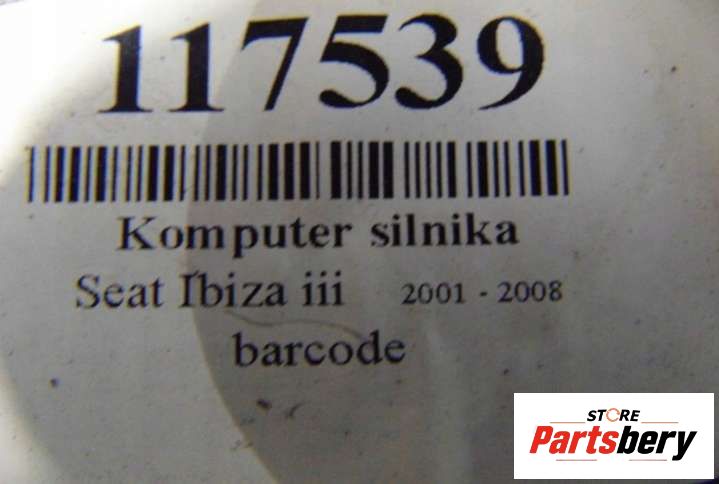 117539
Komputer silnika
Seat Ibiza iii 2001 - 2008
barcode
STORE
Partsbery